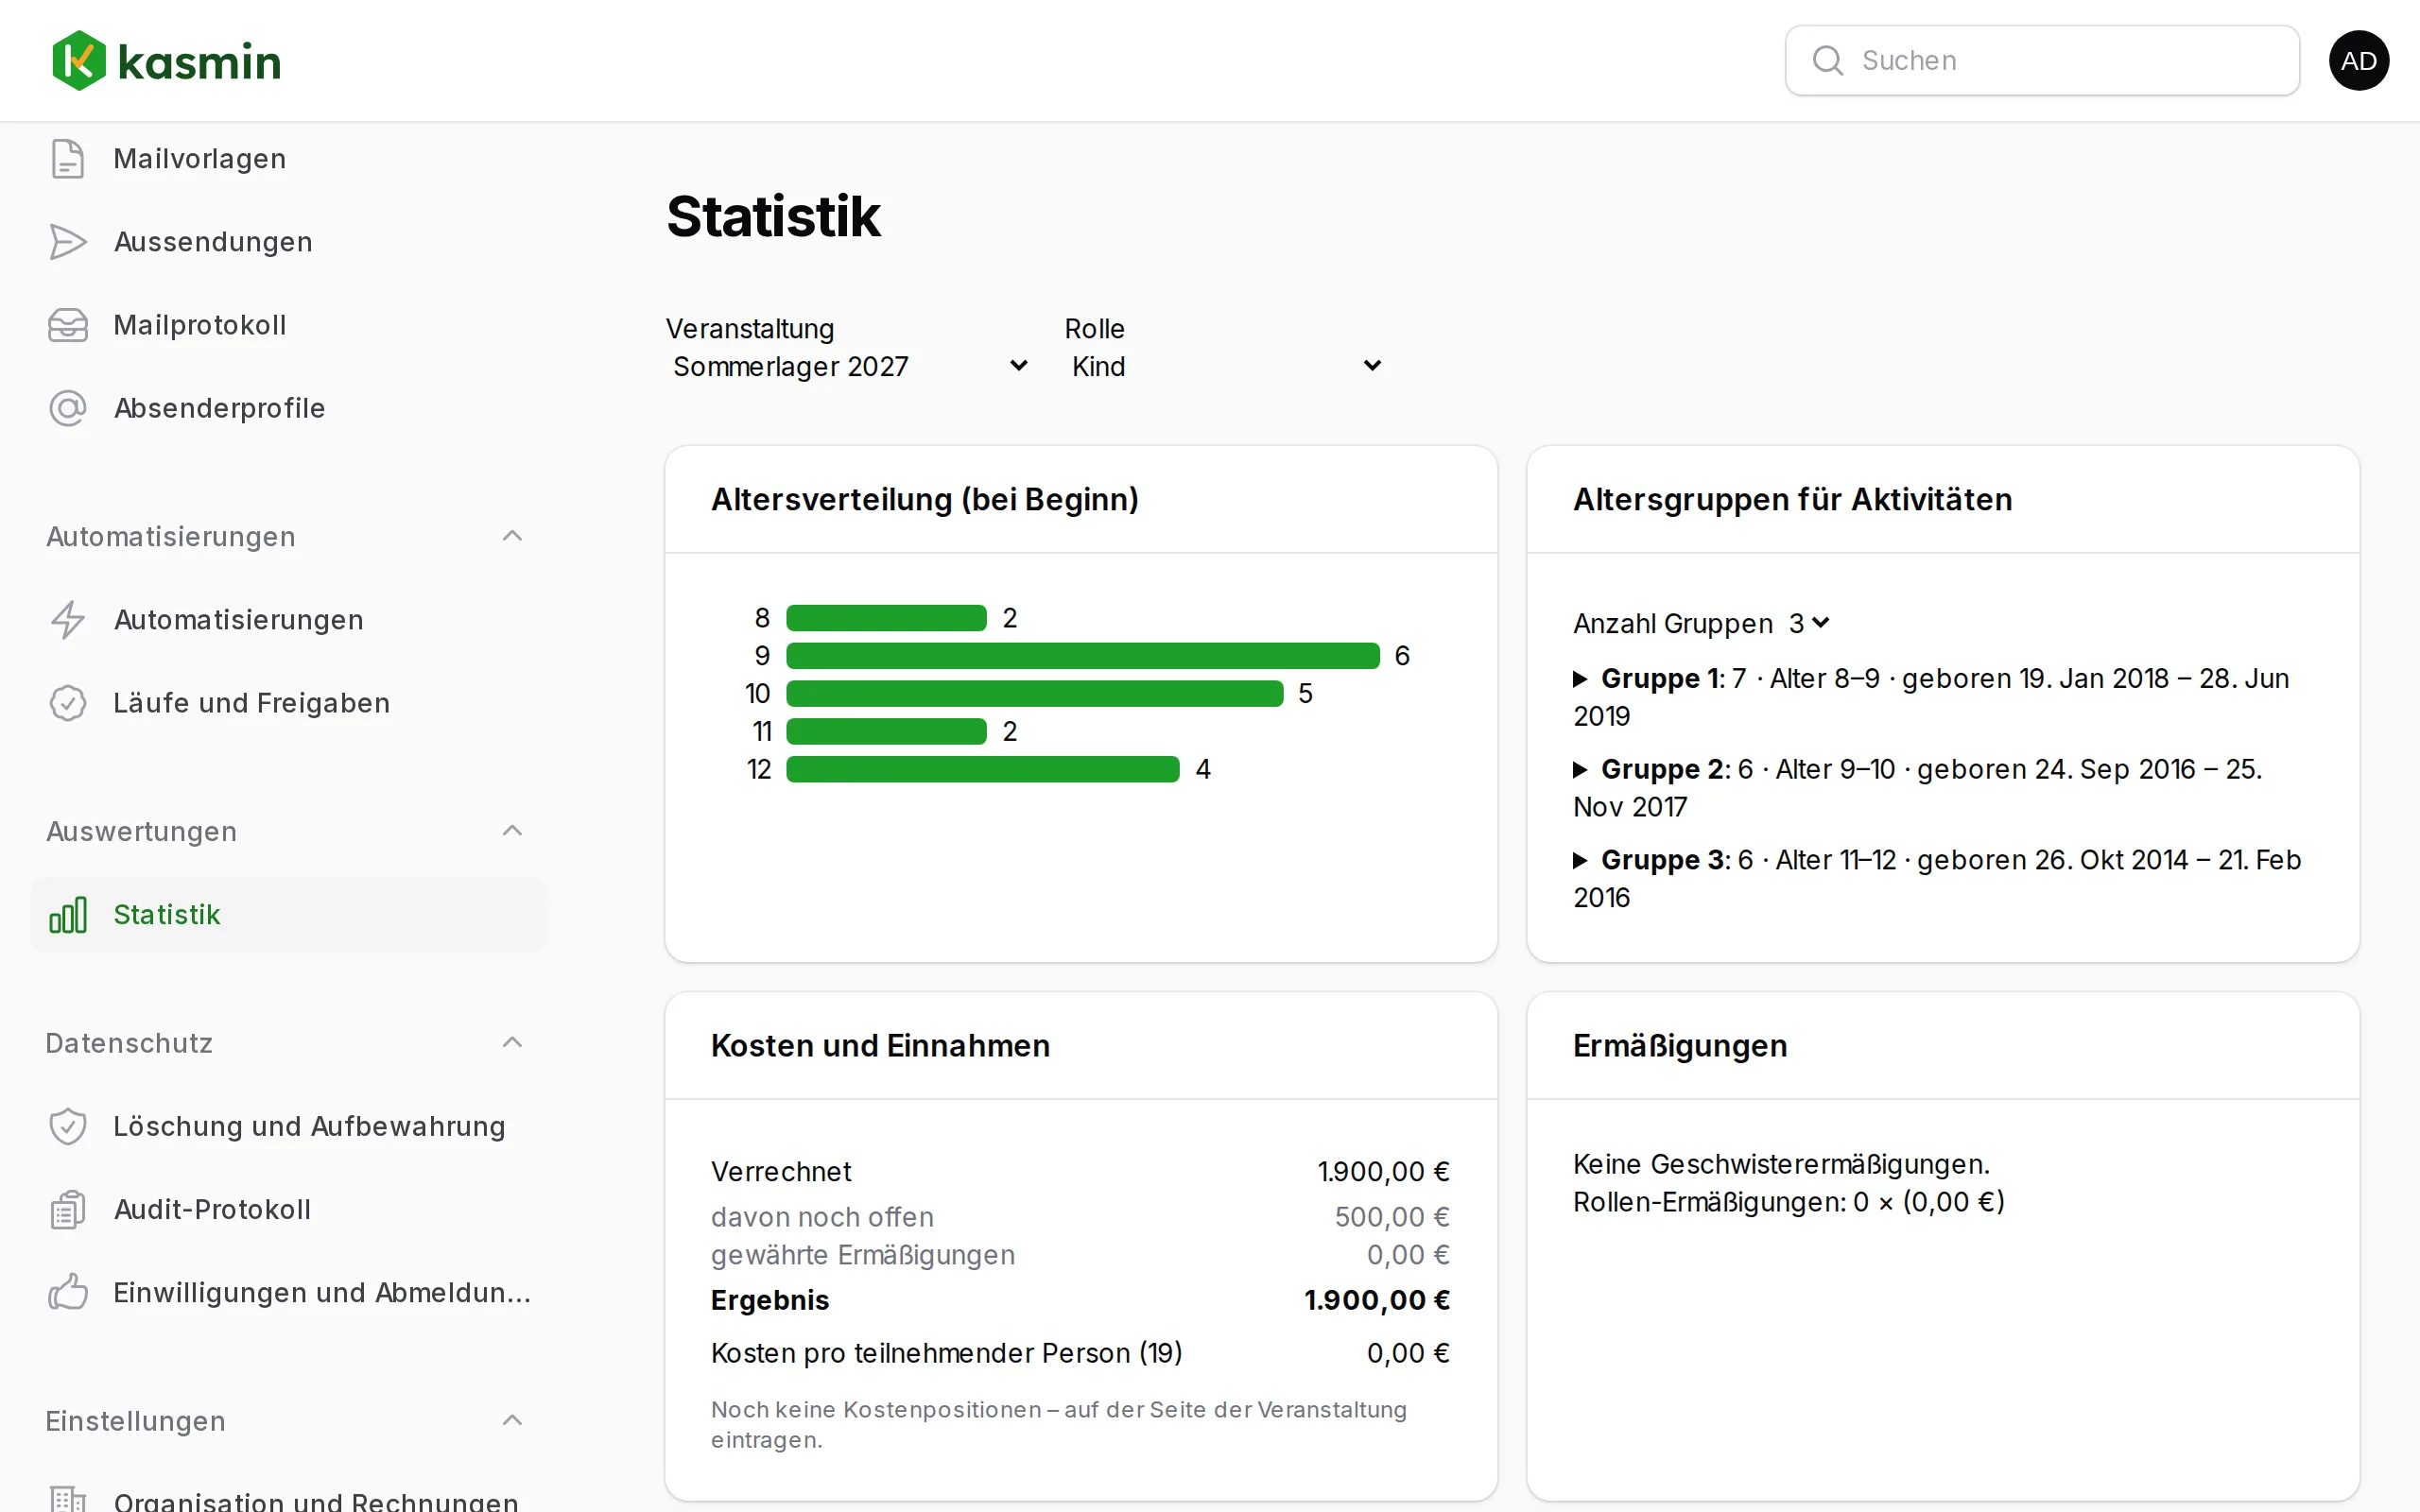 kasmin
Suchen
AD
Mailvorlagen
Aussendungen
Mailprotokoll
Absenderprofile
Automatisierungen
Automatisierungen
Läufe und Freigaben
Auswertungen
Statistik
Datenschutz
Löschung und Aufbewahrung
Audit-Protokoll
Einwilligungen und Abmeldun...
Einstellungen
Organisation und Rechnungen
Statistik
Veranstaltung
Sommerlager 2027
Rolle
Kind
Altersverteilung (bei Beginn)
8 2
9 6
10 5
11 2
12 4
Altersgruppen für Aktivitäten
Anzahl Gruppen 3
Gruppe 1: 7 · Alter 8–9 · geboren 19. Jan 2018 – 28. Jun
2019
Gruppe 2: 6 · Alter 9–10 · geboren 24. Sep 2016 – 25.
Nov 2017
Gruppe 3: 6 · Alter 11–12 · geboren 26. Okt 2014 – 21. Feb
2016
Kosten und Einnahmen
Verrechnet 1.900,00 €
davon noch offen 500,00 €
gewährte Ermäßigungen 0,00 €
Ergebnis 1.900,00 €
Kosten pro teilnehmender Person (19) 0,00 €
Noch keine Kostenpositionen – auf der Seite der Veranstaltung
eintragen.
Ermäßigungen
Keine Geschwisterermäßigungen.
Rollen-Ermäßigungen: 0 × (0,00 €)